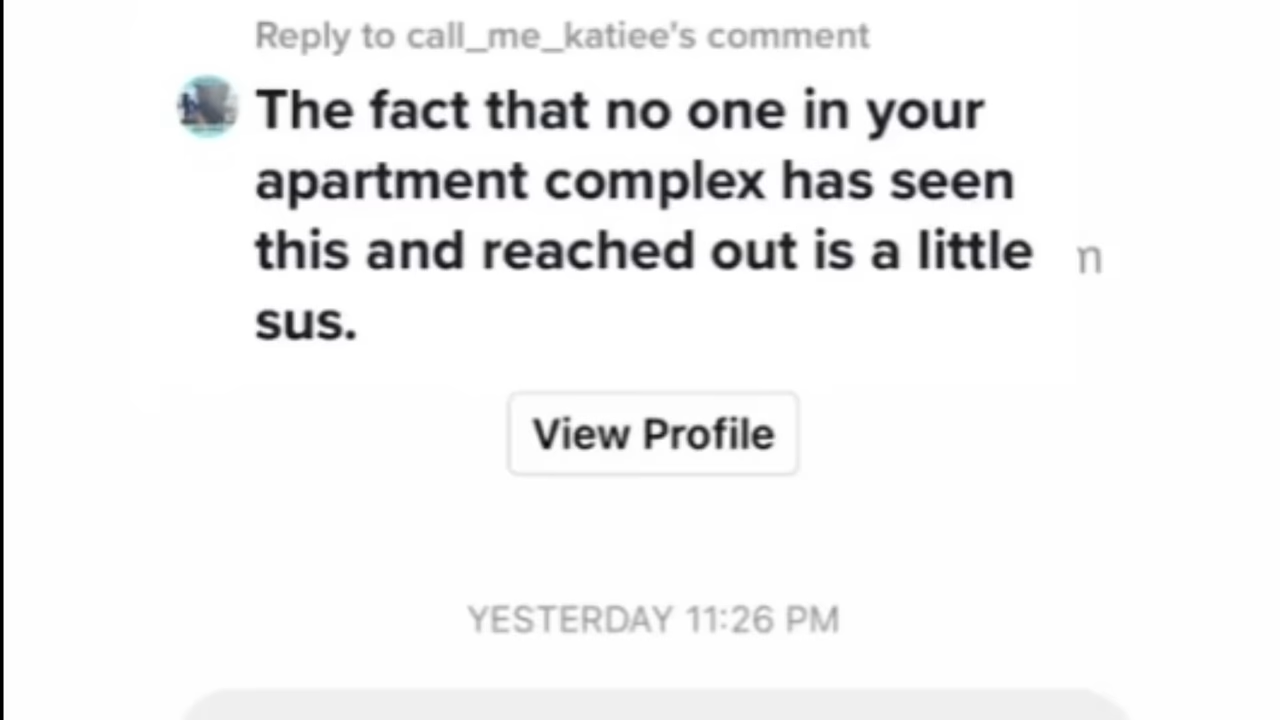 Reply to call_me_katiee's comment
The fact that no one in your
apartment complex has seen
this and reached out is a little
sus.
View Profile
YESTERDAY 11:26 PM